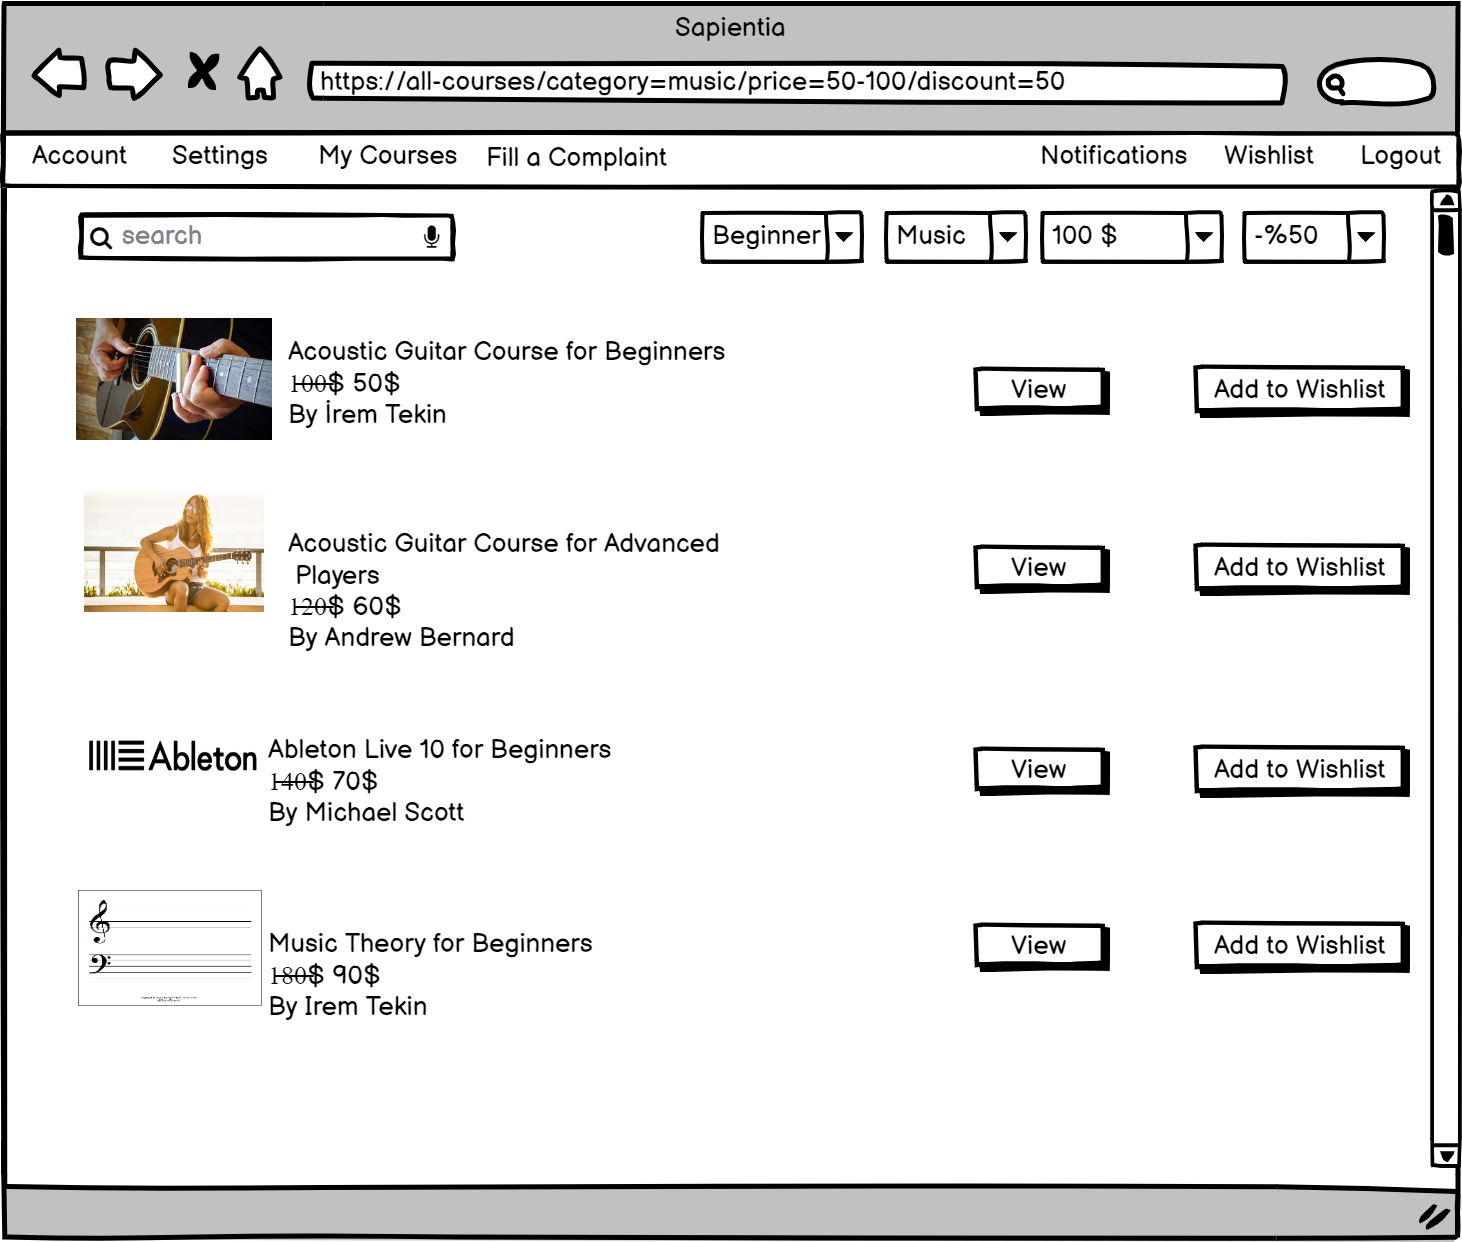 Sapientia
https://all-courses/category=music/price=50-100/discount=50
Account Settings My Courses Fill a Complaint Notifications Wishlist Logout
search Beginner Music 100 $ -%50
Acoustic Guitar Course for Beginners
100$ 50$
By İrem Tekin
View Add to Wishlist
Acoustic Guitar Course for Advanced
Players
120$ 60$
By Andrew Bernard
View Add to Wishlist
Ableton
Ableton Live 10 for Beginners
140$ 70$
By Michael Scott
View Add to Wishlist
Music Theory for Beginners
180$ 90$
By Irem Tekin
View Add to Wishlist